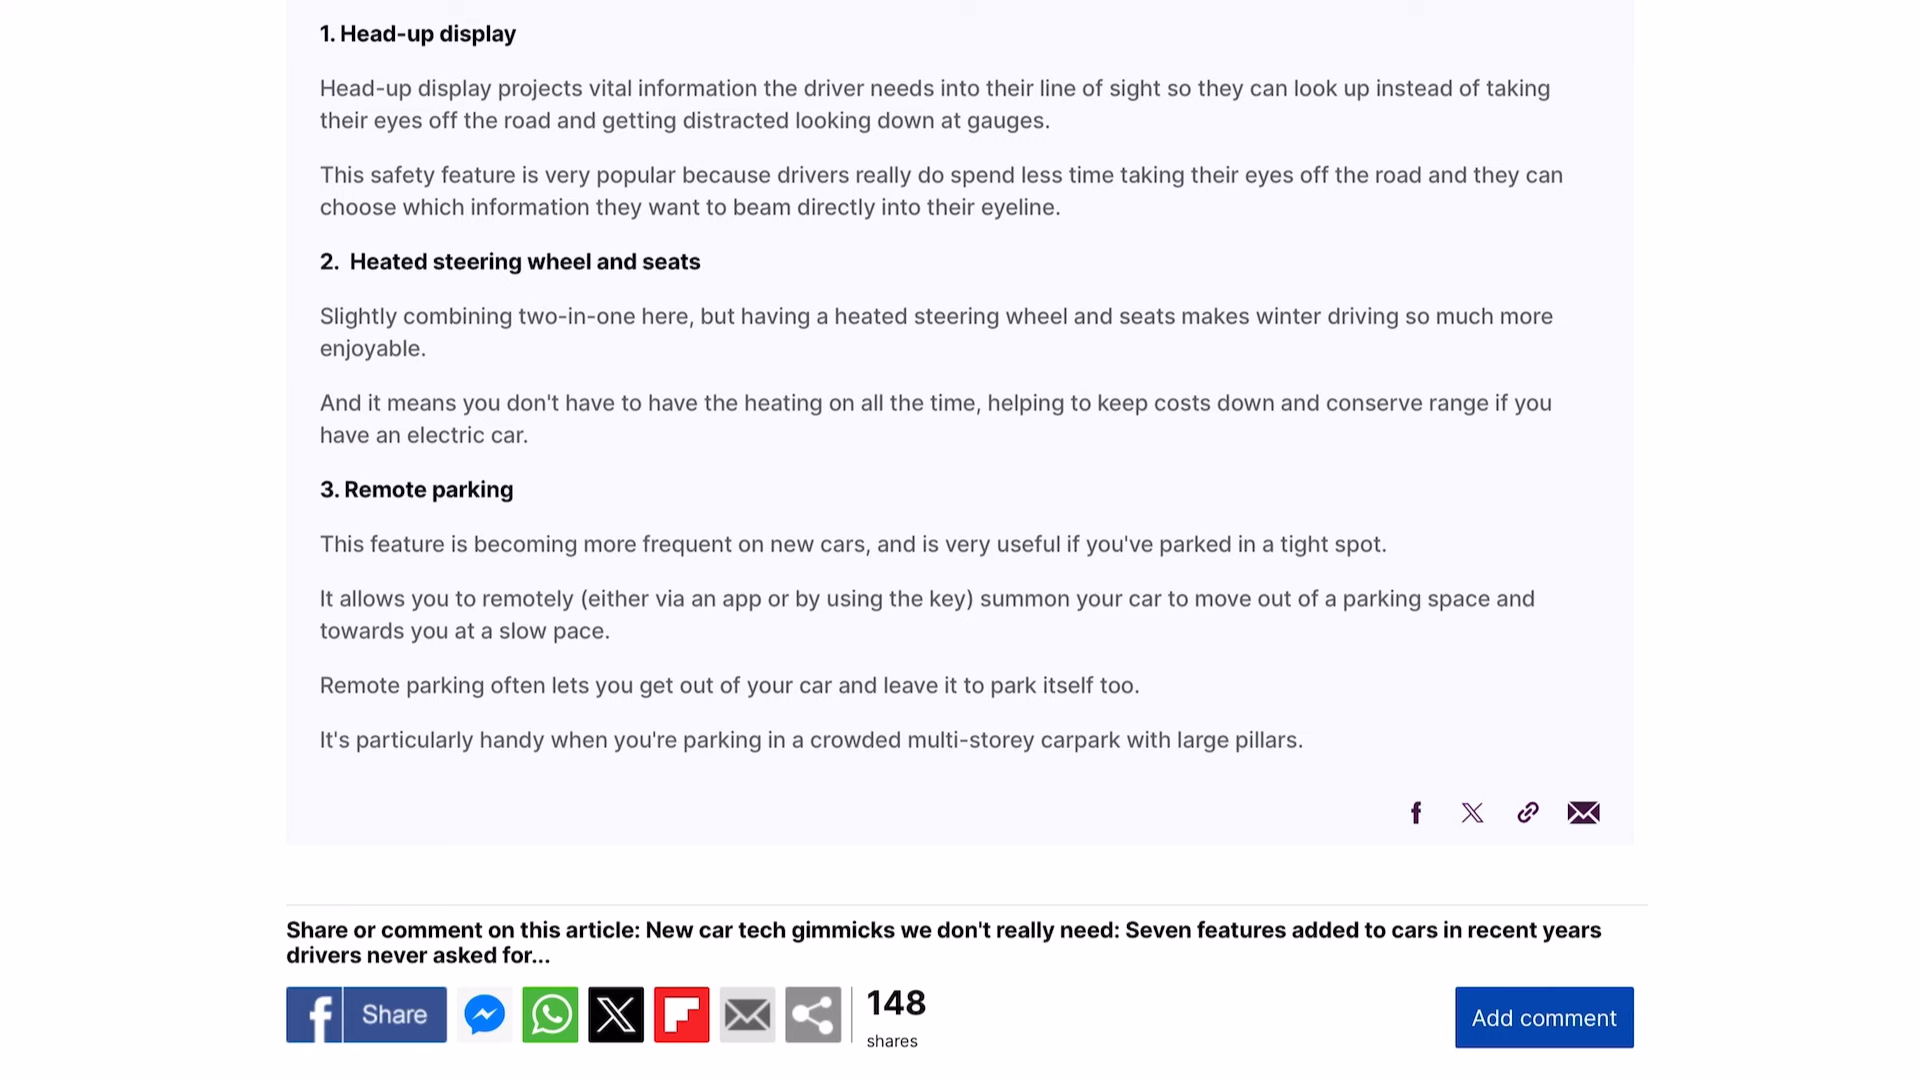 1. Head-up display
Head-up display projects vital information the driver needs into their line of sight so they can look up instead of taking
their eyes off the road and getting distracted looking down at gauges.
This safety feature is very popular because drivers really do spend less time taking their eyes off the road and they can
choose which information they want to beam directly into their eyeline.
2.  Heated steering wheel and seats
Slightly combining two-in-one here, but having a heated steering wheel and seats makes winter driving so much more
enjoyable.
And it means you don't have to have the heating on all the time, helping to keep costs down and conserve range if you
have an electric car.
3. Remote parking
This feature is becoming more frequent on new cars, and is very useful if you've parked in a tight spot.
It allows you to remotely (either via an app or by using the key) summon your car to move out of a parking space and
towards you at a slow pace.
Remote parking often lets you get out of your car and leave it to park itself too.
It's particularly handy when you're parking in a crowded multi-storey carpark with large pillars.
Share or comment on this article: New car tech gimmicks we don't really need: Seven features added to cars in recent years
drivers never asked for...
Share
148
shares
Add comment